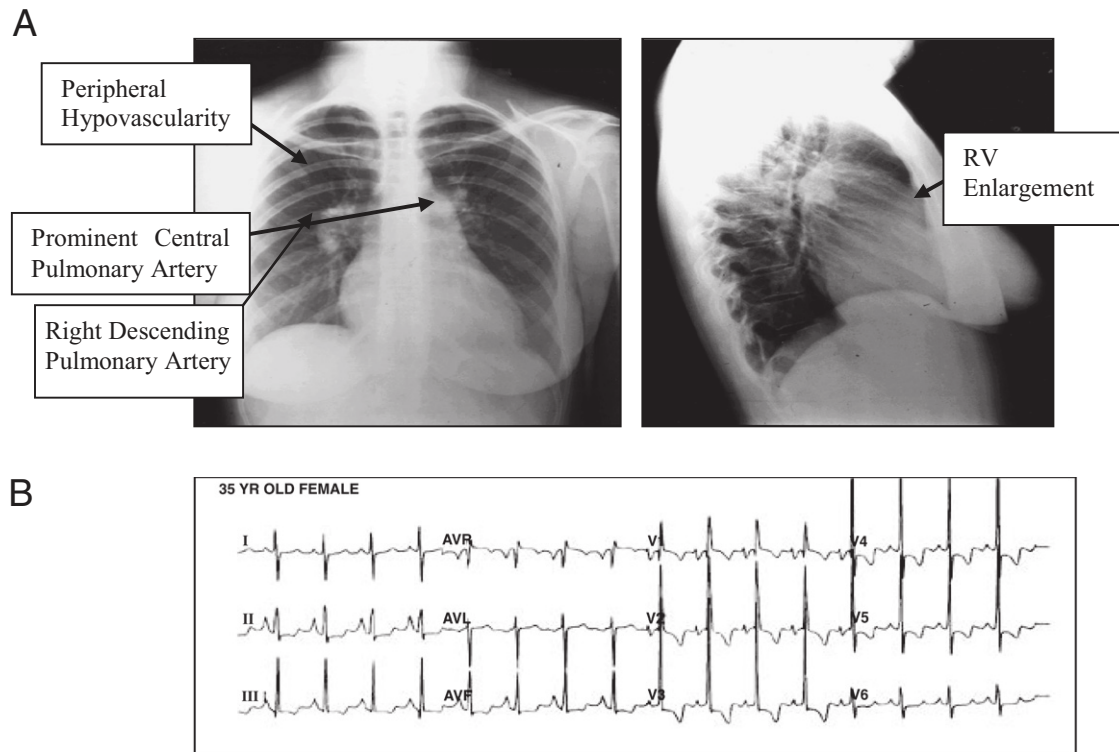 A
Peripheral
Hypovascularity
Prominent Central
Pulmonary Artery
Right Descending
Pulmonary Artery
RV
Enlargement
B
35 YR OLD FEMALE
I
AVR
V1
V4
II
AVL
V2
V5
III
AVF
V3
V6